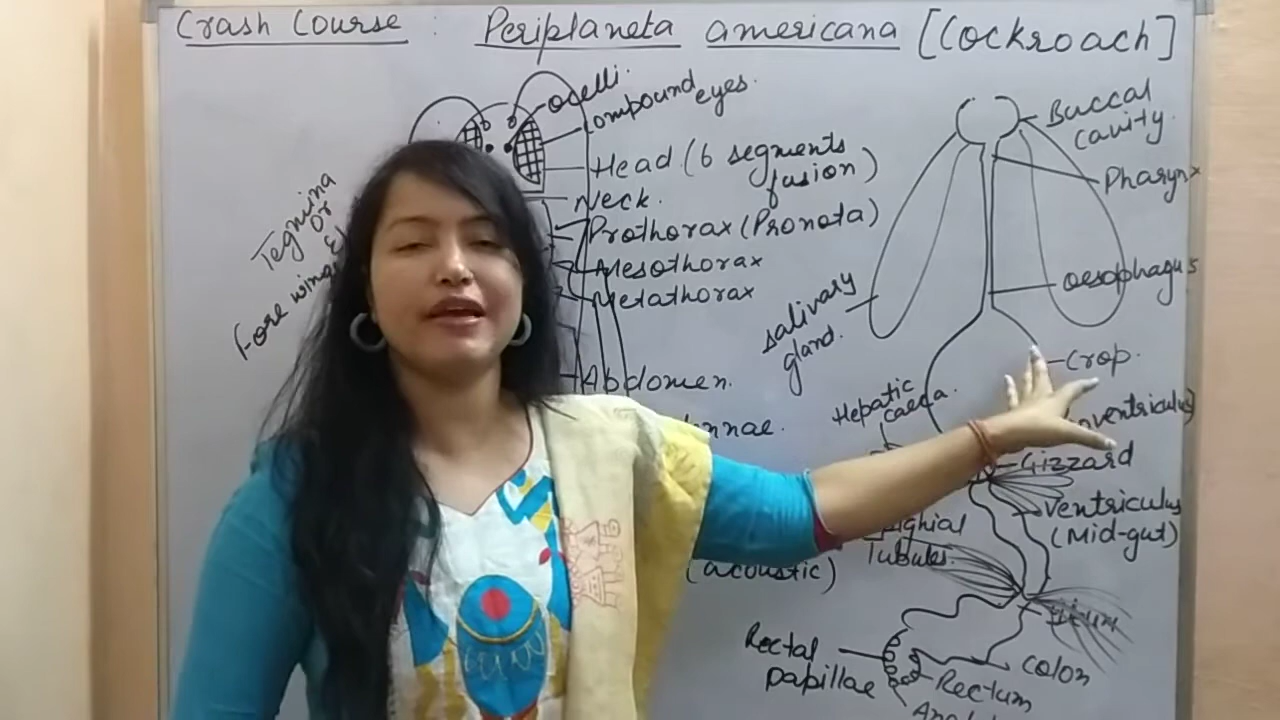 Crash Course : Periplaneta americana [Cockroach]
Ocelli.
Compound eyes.
Head (6 segments
fusion)
Neck.
Prothorax (Pronota)
Mesothorax
Metathorax
Abdomen.
Tegmina
or
Fore wings
Buccal
cavity.
Pharynx
Oesophagus
Salivary
gland.
Crop.
Hepatic
caeca.
Gizzard
Ventriculus
(Mid-gut)
Tubules.
(acoustic)
Colon
Rectal
papillae
Rectum